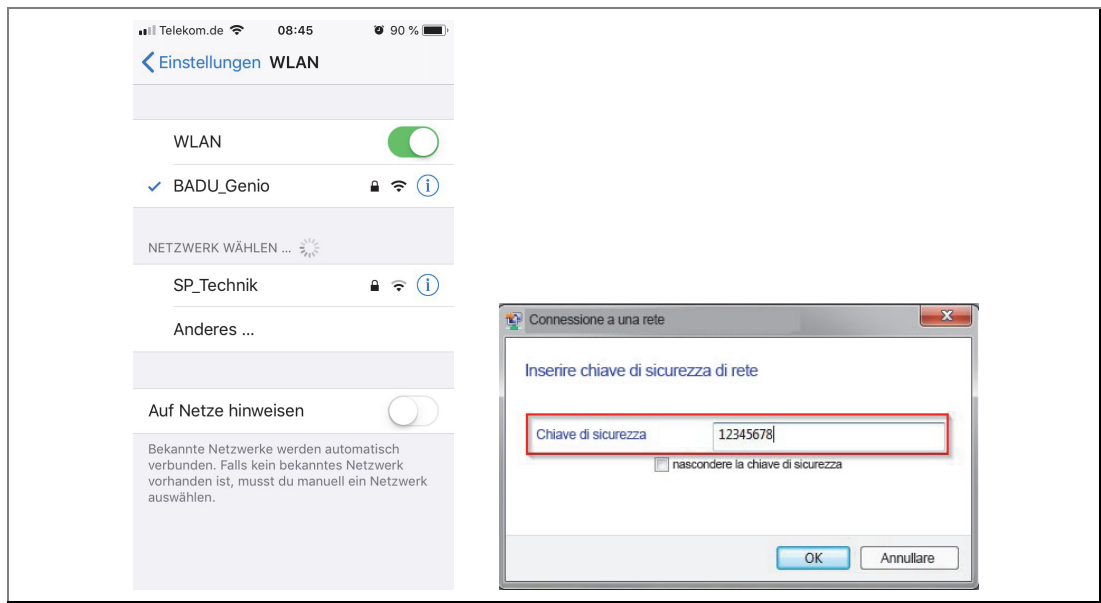 Telekom.de 08:45 90 %
Einstellungen WLAN
WLAN
BADU_Genio
NETZWERK WÄHLEN ...
SP_Technik
Anderes ...
Auf Netze hinweisen
Bekannte Netzwerke werden automatisch
verbunden. Falls kein bekanntes Netzwerk
vorhanden ist, musst du manuell ein Netzwerk
auswählen.
Connessione a una rete
Inserire chiave di sicurezza di rete
Chiave di sicurezza 12345678
nascondere la chiave di sicurezza
OK Annullare